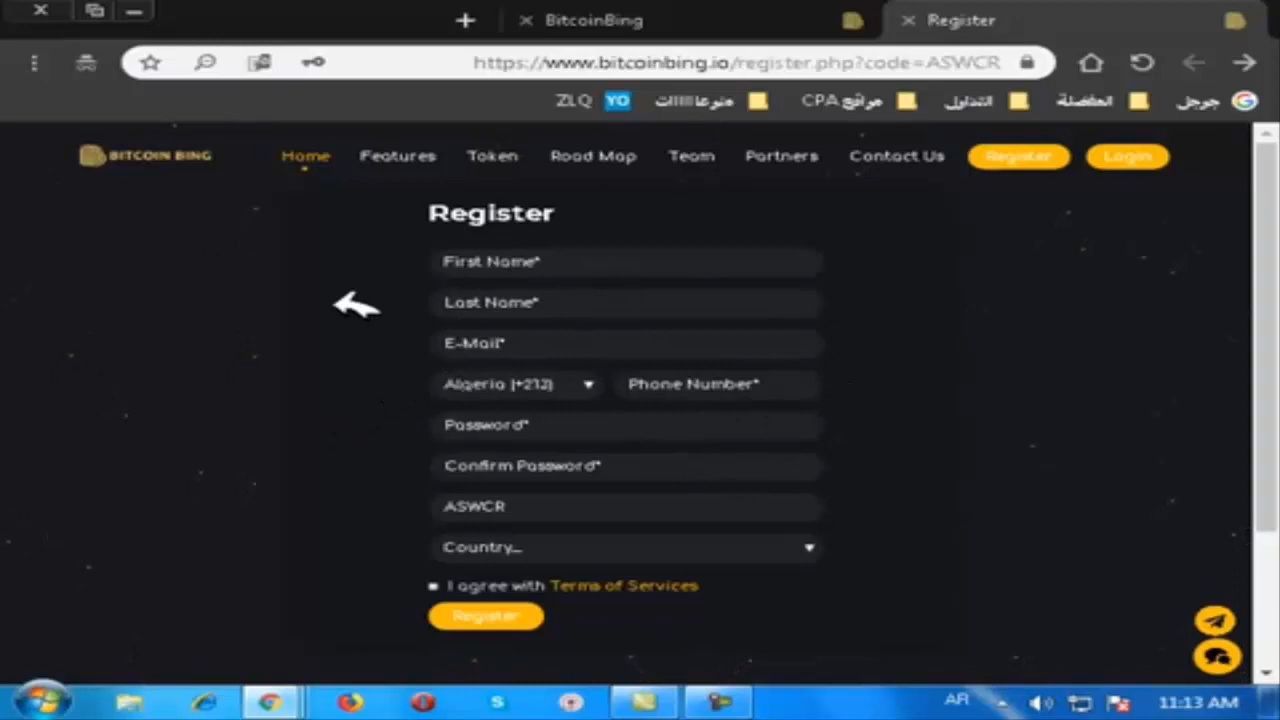 BitcoinBing
Register
https://www.bitcoinbing.io/register.php?code=ASWCR
جوجل
المفضلة
التداول
مواقع CPA
YO ZLQ
BITCOIN BING
Home Features Token Road Map Team Partners Contact Us Register Login
Register
First Name*
Last Name*
E-Mail*
Algeria (+213) Phone Number*
Password*
Confirm Password*
ASWCR
Country...
I agree with Terms of Services
Register
AR 11:13 AM